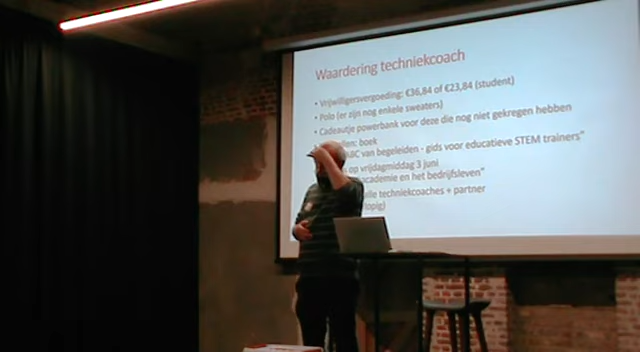 Waardering techniekcoach
• Vrijwilligersvergoeding: €36,84 of €23,84 (student)
• Polo (er zijn nog enkele sweaters)
• Cadeautje powerbank voor deze die nog niet gekregen hebben
boek
ABC van begeleiden - gids voor educatieve STEM trainers"
op vrijdagmiddag 3 juni
academie en het bedrijfsleven"
techniekcoaches + partner